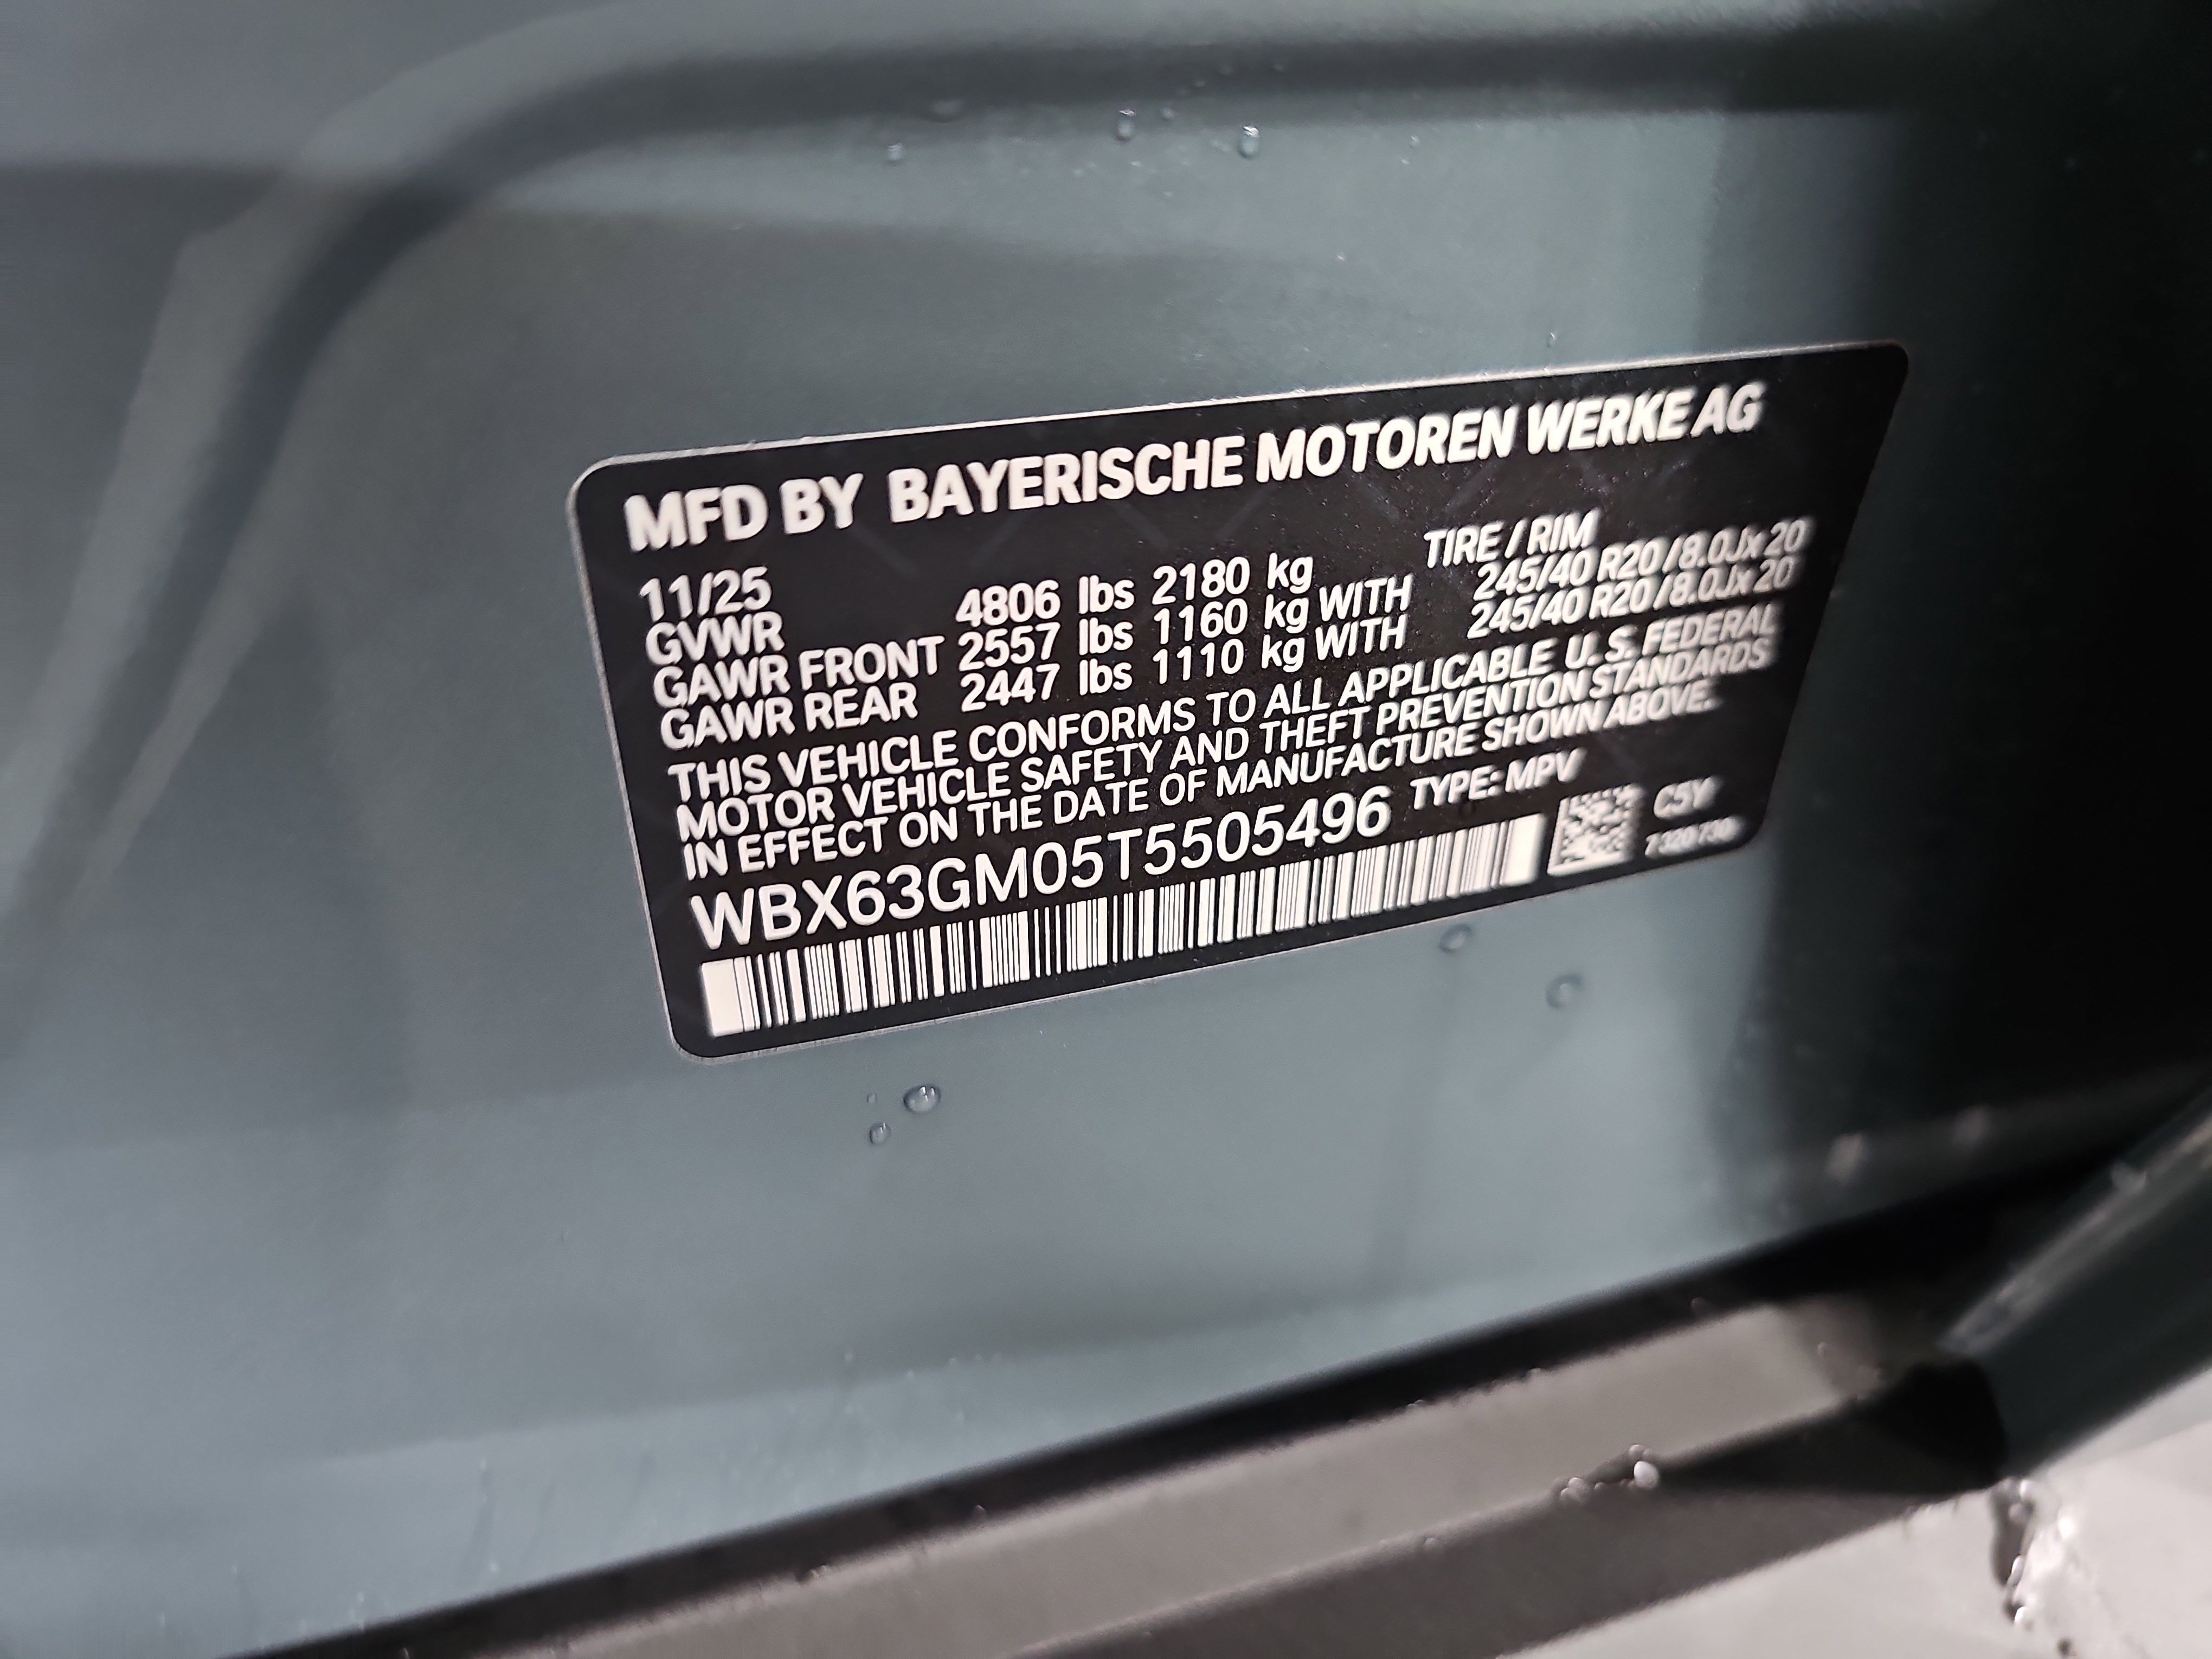 MFD BY BAYERISCHE MOTOREN WERKE AG
11/25 TIRE / RIM
GVWR 4806 lbs 2180 kg
GAWR FRONT 2557 lbs 1160 kg WITH 245/40 R20 / 8.0Jx20
GAWR REAR 2447 lbs 1110 kg WITH 245/40 R20 / 8.0Jx20
THIS VEHICLE CONFORMS TO ALL APPLICABLE U. S. FEDERAL
MOTOR VEHICLE SAFETY AND THEFT PREVENTION STANDARDS
IN EFFECT ON THE DATE OF MANUFACTURE SHOWN ABOVE.
WBX63GM05T5505496 TYPE: MPV
C5Y